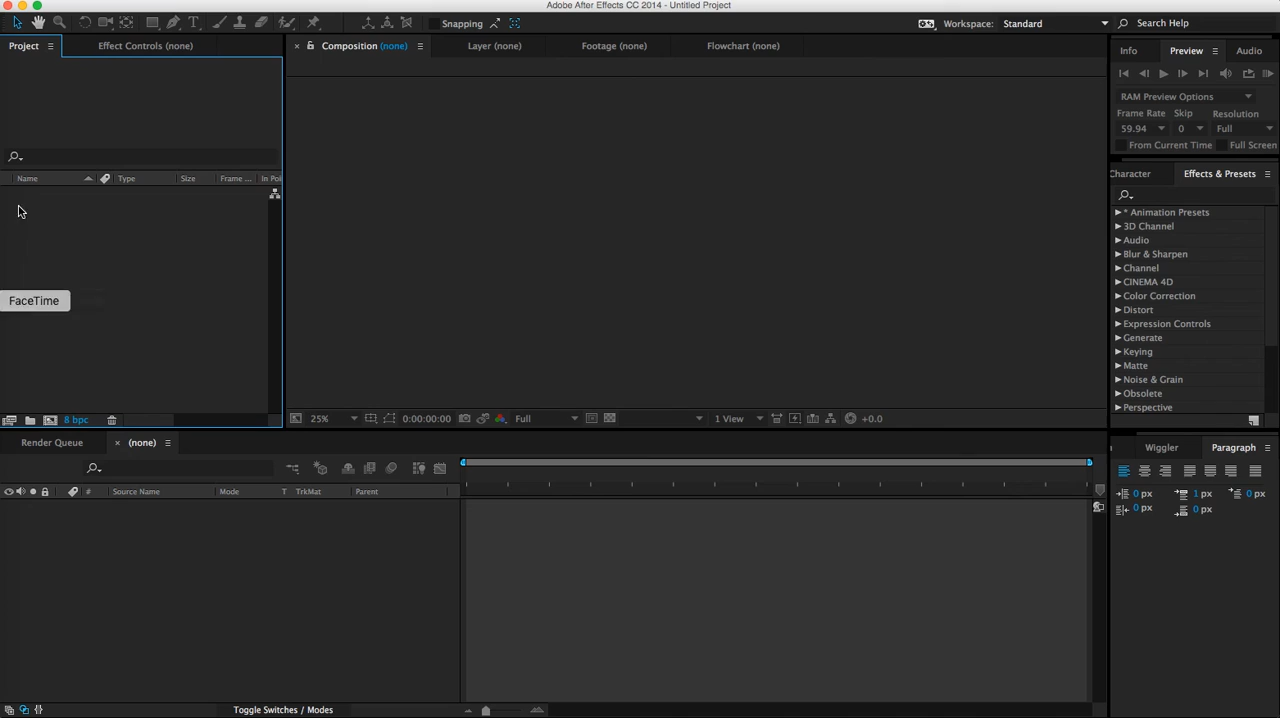 Adobe After Effects CC 2014 - Untitled Project
Snapping
Workspace: Standard
Search Help
Project
Effect Controls (none)
Composition (none)
Layer (none)
Footage (none)
Flowchart (none)
Info
Preview
Audio
RAM Preview Options
Frame Rate Skip Resolution
59.94 0 Full
From Current Time Full Screen
Name Type Size Frame ... In Poi
Character
Effects & Presets
* Animation Presets
3D Channel
Audio
Blur & Sharpen
Channel
CINEMA 4D
Color Correction
Distort
Expression Controls
Generate
Keying
Matte
Noise & Grain
Obsolete
Perspective
FaceTime
8 bpc
25%
0:00:00:00
Full
1 View
+0.0
Render Queue
(none)
Wiggler
Paragraph
# Source Name Mode T TrkMat Parent
0 px 1 px 0 px
0 px 0 px
Toggle Switches / Modes